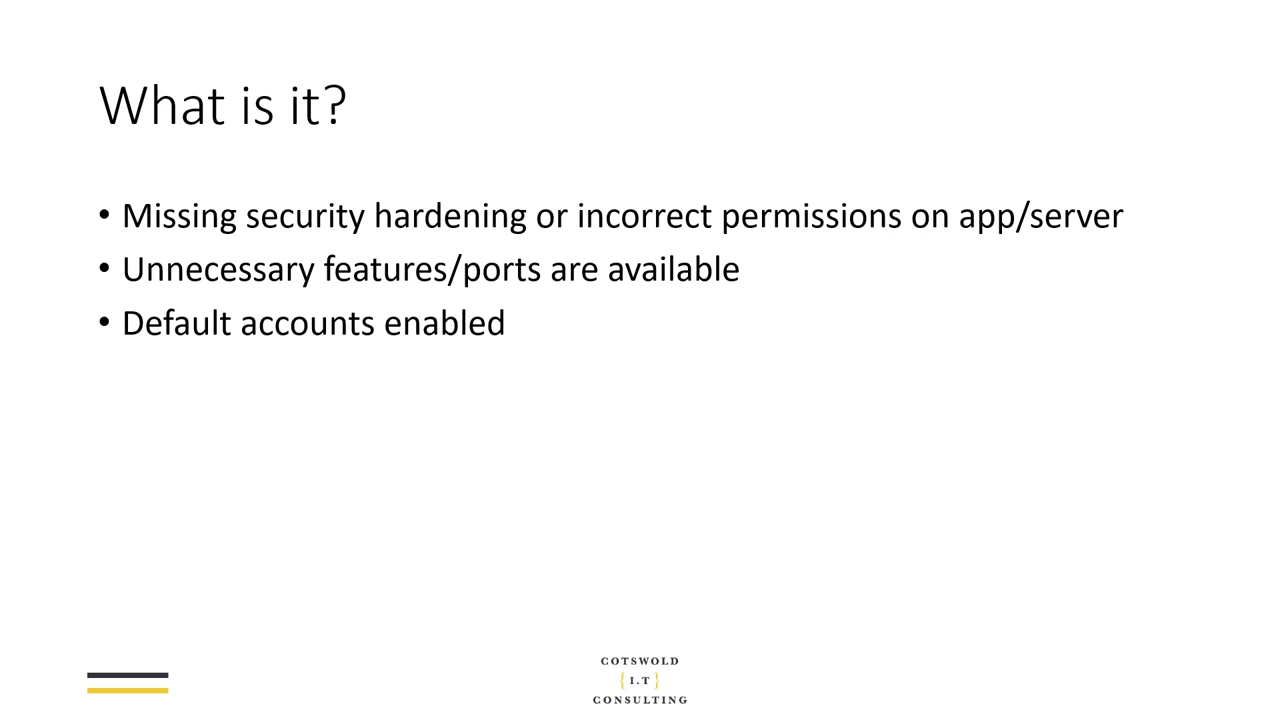 What is it?
• Missing security hardening or incorrect permissions on app/server
• Unnecessary features/ports are available
• Default accounts enabled
COTSWOLD
{ I.T }
CONSULTING